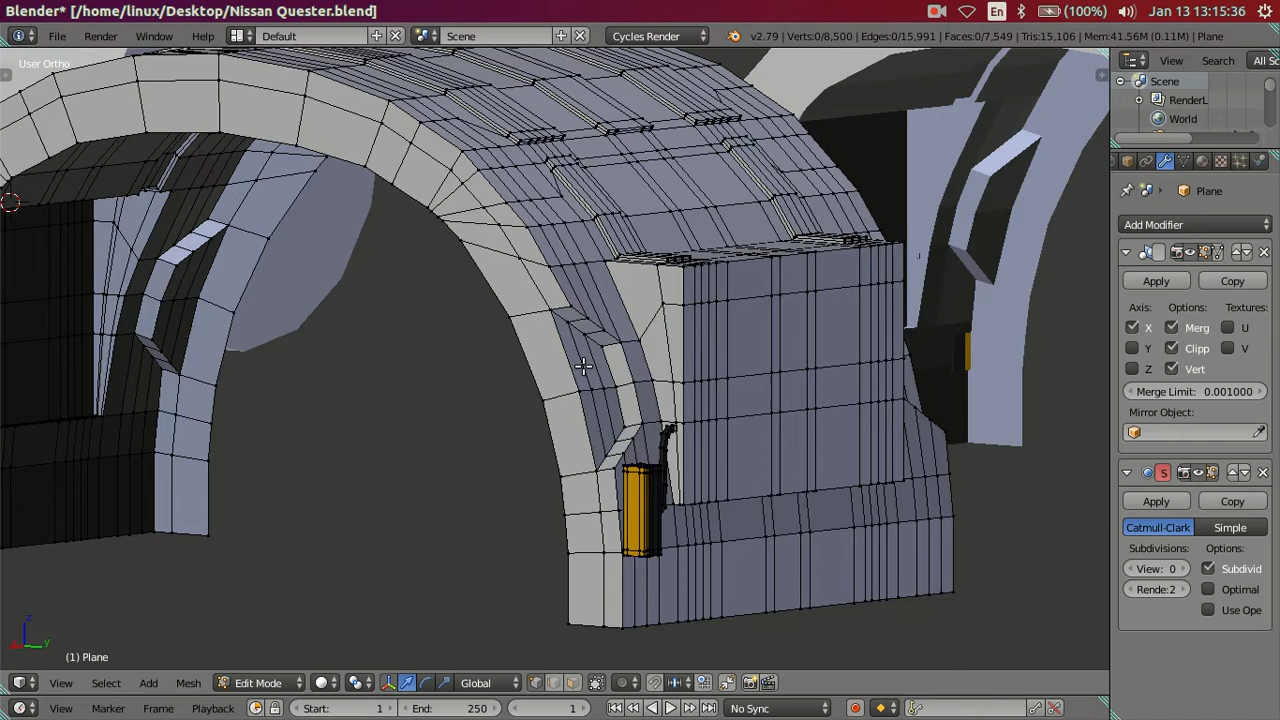 Blender* [/home/linux/Desktop/Nissan Quester.blend]
En (100%) Jan 13 13:15:36
File Render Window Help Default Scene Cycles Render v2.79 | Verts:0/8,500 | Edges:0/15,991 | Faces:0/7,549 | Tris:15,106 | Mem:41.56M (0.11M) | Plane
User Ortho
View Search All Sc
Scene
RenderL
World
Plane
Add Modifier
Apply Copy
Axis: Options: Textures:
X Merg U
Y Clipp V
Z Vert
Merge Limit: 0.001000
Mirror Object:
S
Apply Copy
Catmull-Clark Simple
Subdivisions: Options:
View: 0 Subdivid
Rende:2 Optimal
Use Ope
z
y
(1) Plane
View Select Add Mesh Edit Mode Global
View Marker Frame Playback Start: 1 End: 250 1 No Sync